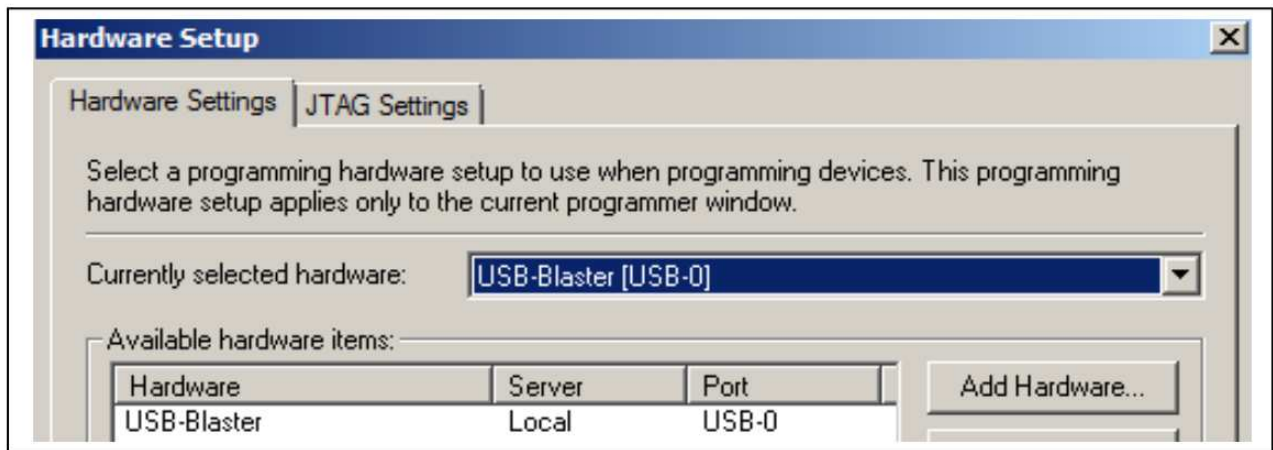 Hardware Setup
Hardware Settings JTAG Settings
Select a programming hardware setup to use when programming devices. This programming
hardware setup applies only to the current programmer window.
Currently selected hardware: USB-Blaster [USB-0]
Available hardware items:
Hardware Server Port Add Hardware...
USB-Blaster Local USB-0